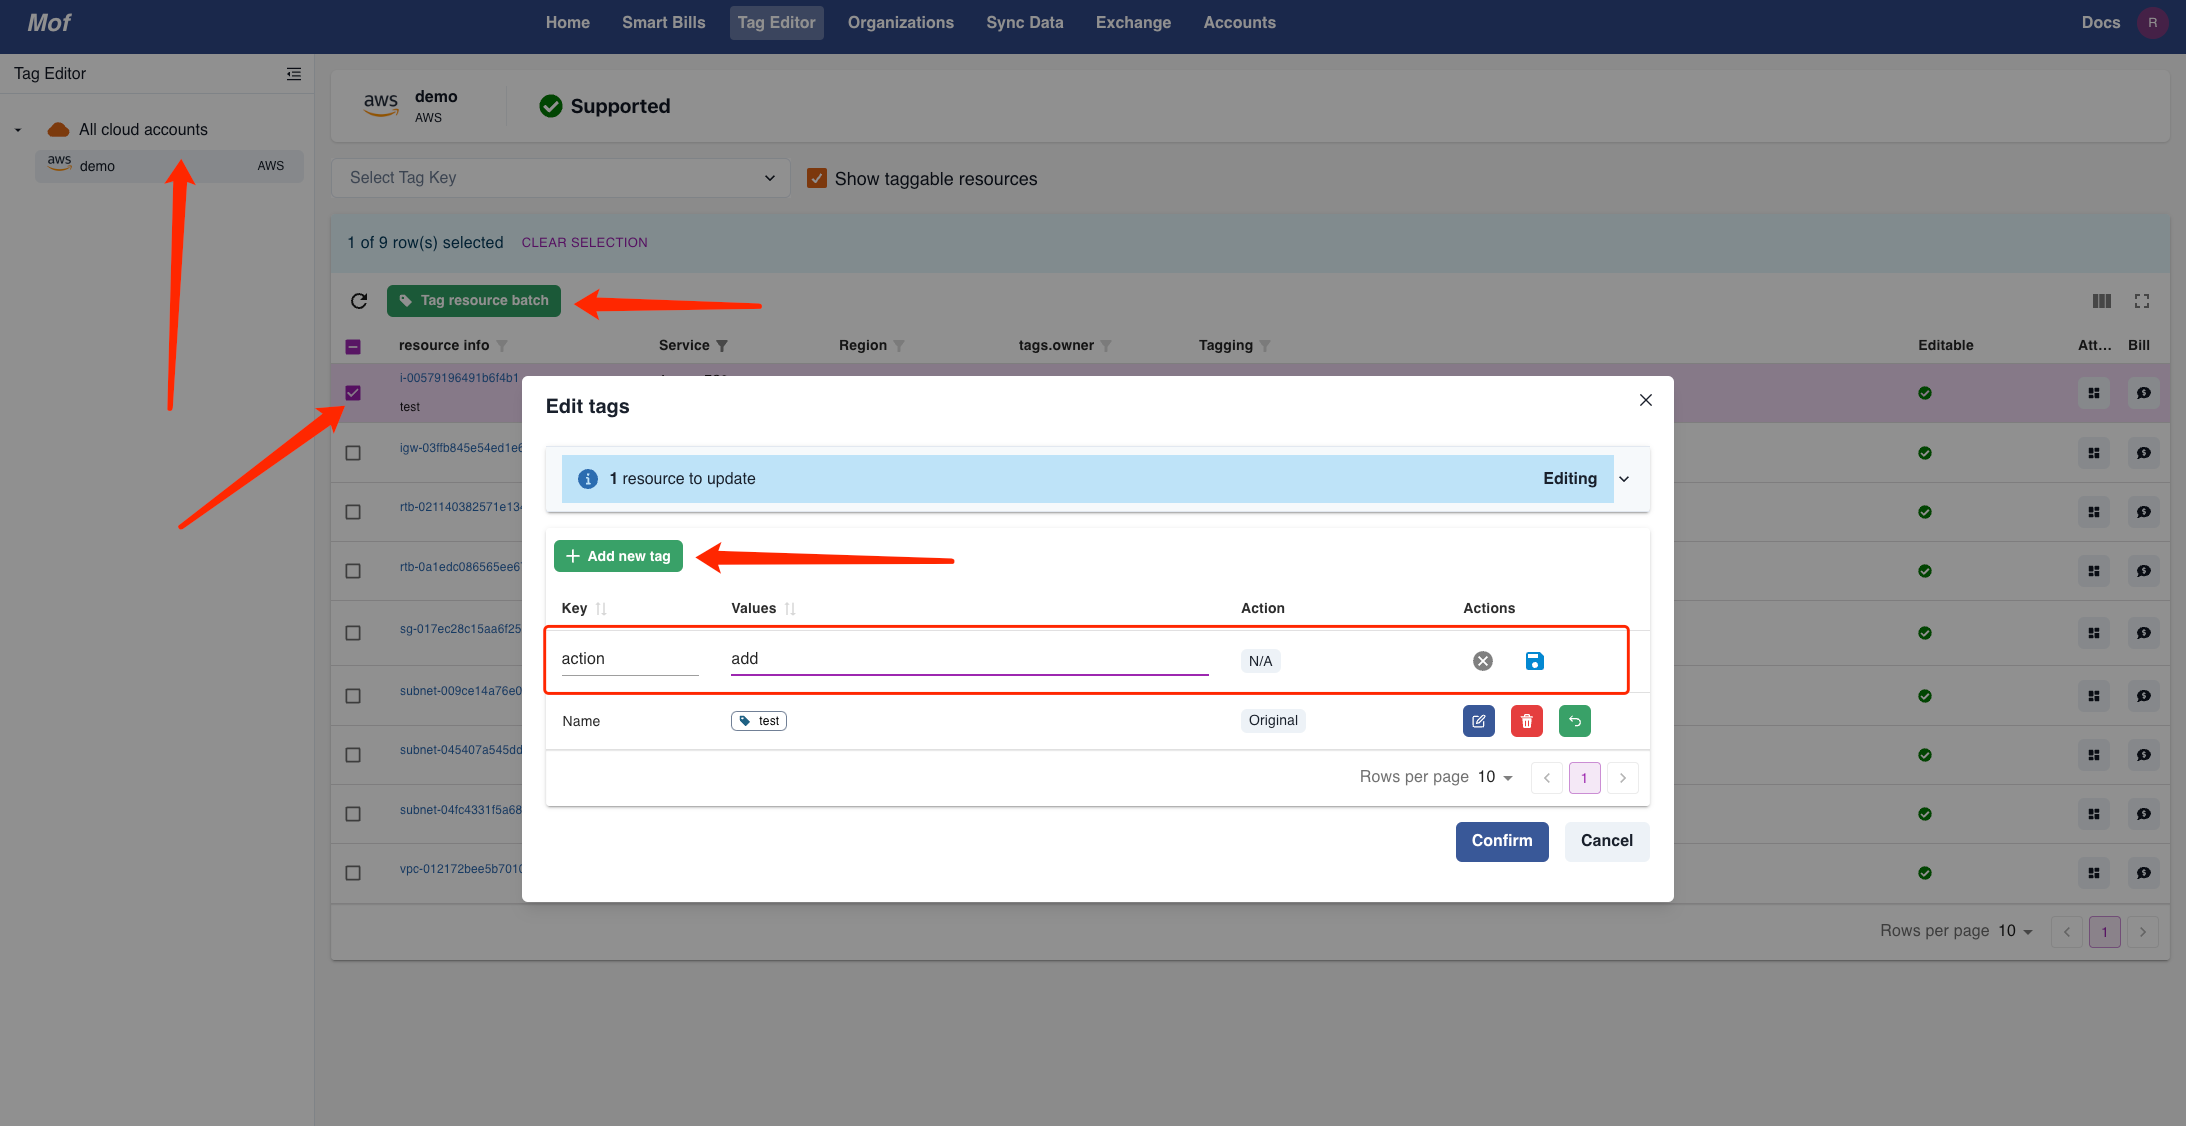 Mof Home Smart Bills Tag Editor Organizations Sync Data Exchange Accounts Docs R
Tag Editor
All cloud accounts
aws demo AWS
aws demo
AWS
Supported
Select Tag Key
Show taggable resources
1 of 9 row(s) selected CLEAR SELECTION
Tag resource batch
resource info Service Region tags.owner Tagging Editable Att... Bill
i-00579196491b6f4b1
test
igw-03ffb845e54ed1e
rtb-021140382571e13
rtb-0a1edc086565ee6
sg-017ec28c15aa6f25
subnet-009ce14a76e0
subnet-045407a545dd
subnet-04fc4331f5a68
vpc-012172bee5b7010
Rows per page 10 1
Edit tags
1 resource to update Editing
Add new tag
Key Values Action Actions
action add N/A
Name test Original
Rows per page 10 1
Confirm Cancel